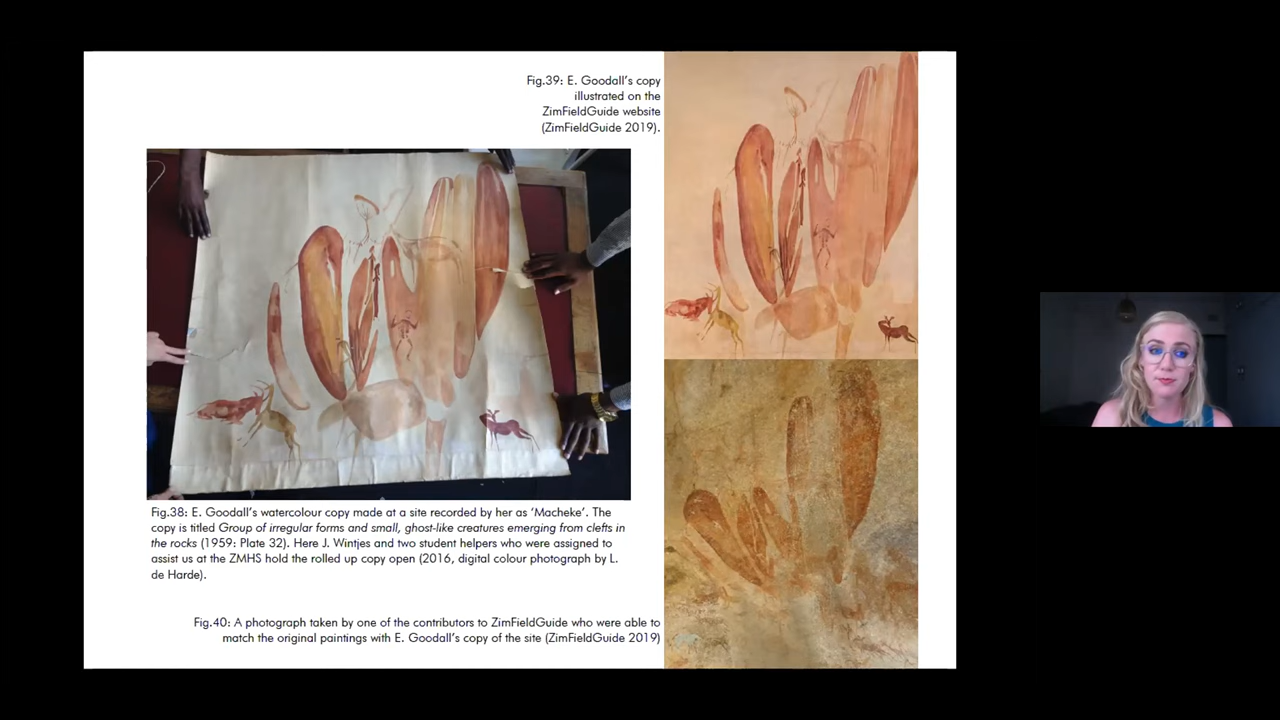 Fig.39: E. Goodall's copy
illustrated on the
ZimFieldGuide website
(ZimFieldGuide 2019).
Fig.38: E. Goodall's watercolour copy made at a site recorded by her as 'Macheke'. The
copy is titled Group of irregular forms and small, ghost-like creatures emerging from clefts in
the rocks (1959: Plate 32). Here J. Wintjes and two student helpers who were assigned to
assist us at the ZMHS hold the rolled up copy open (2016, digital colour photograph by L.
de Harde).
Fig.40: A photograph taken by one of the contributors to ZimFieldGuide who were able to
match the original paintings with E. Goodall's copy of the site (ZimFieldGuide 2019)